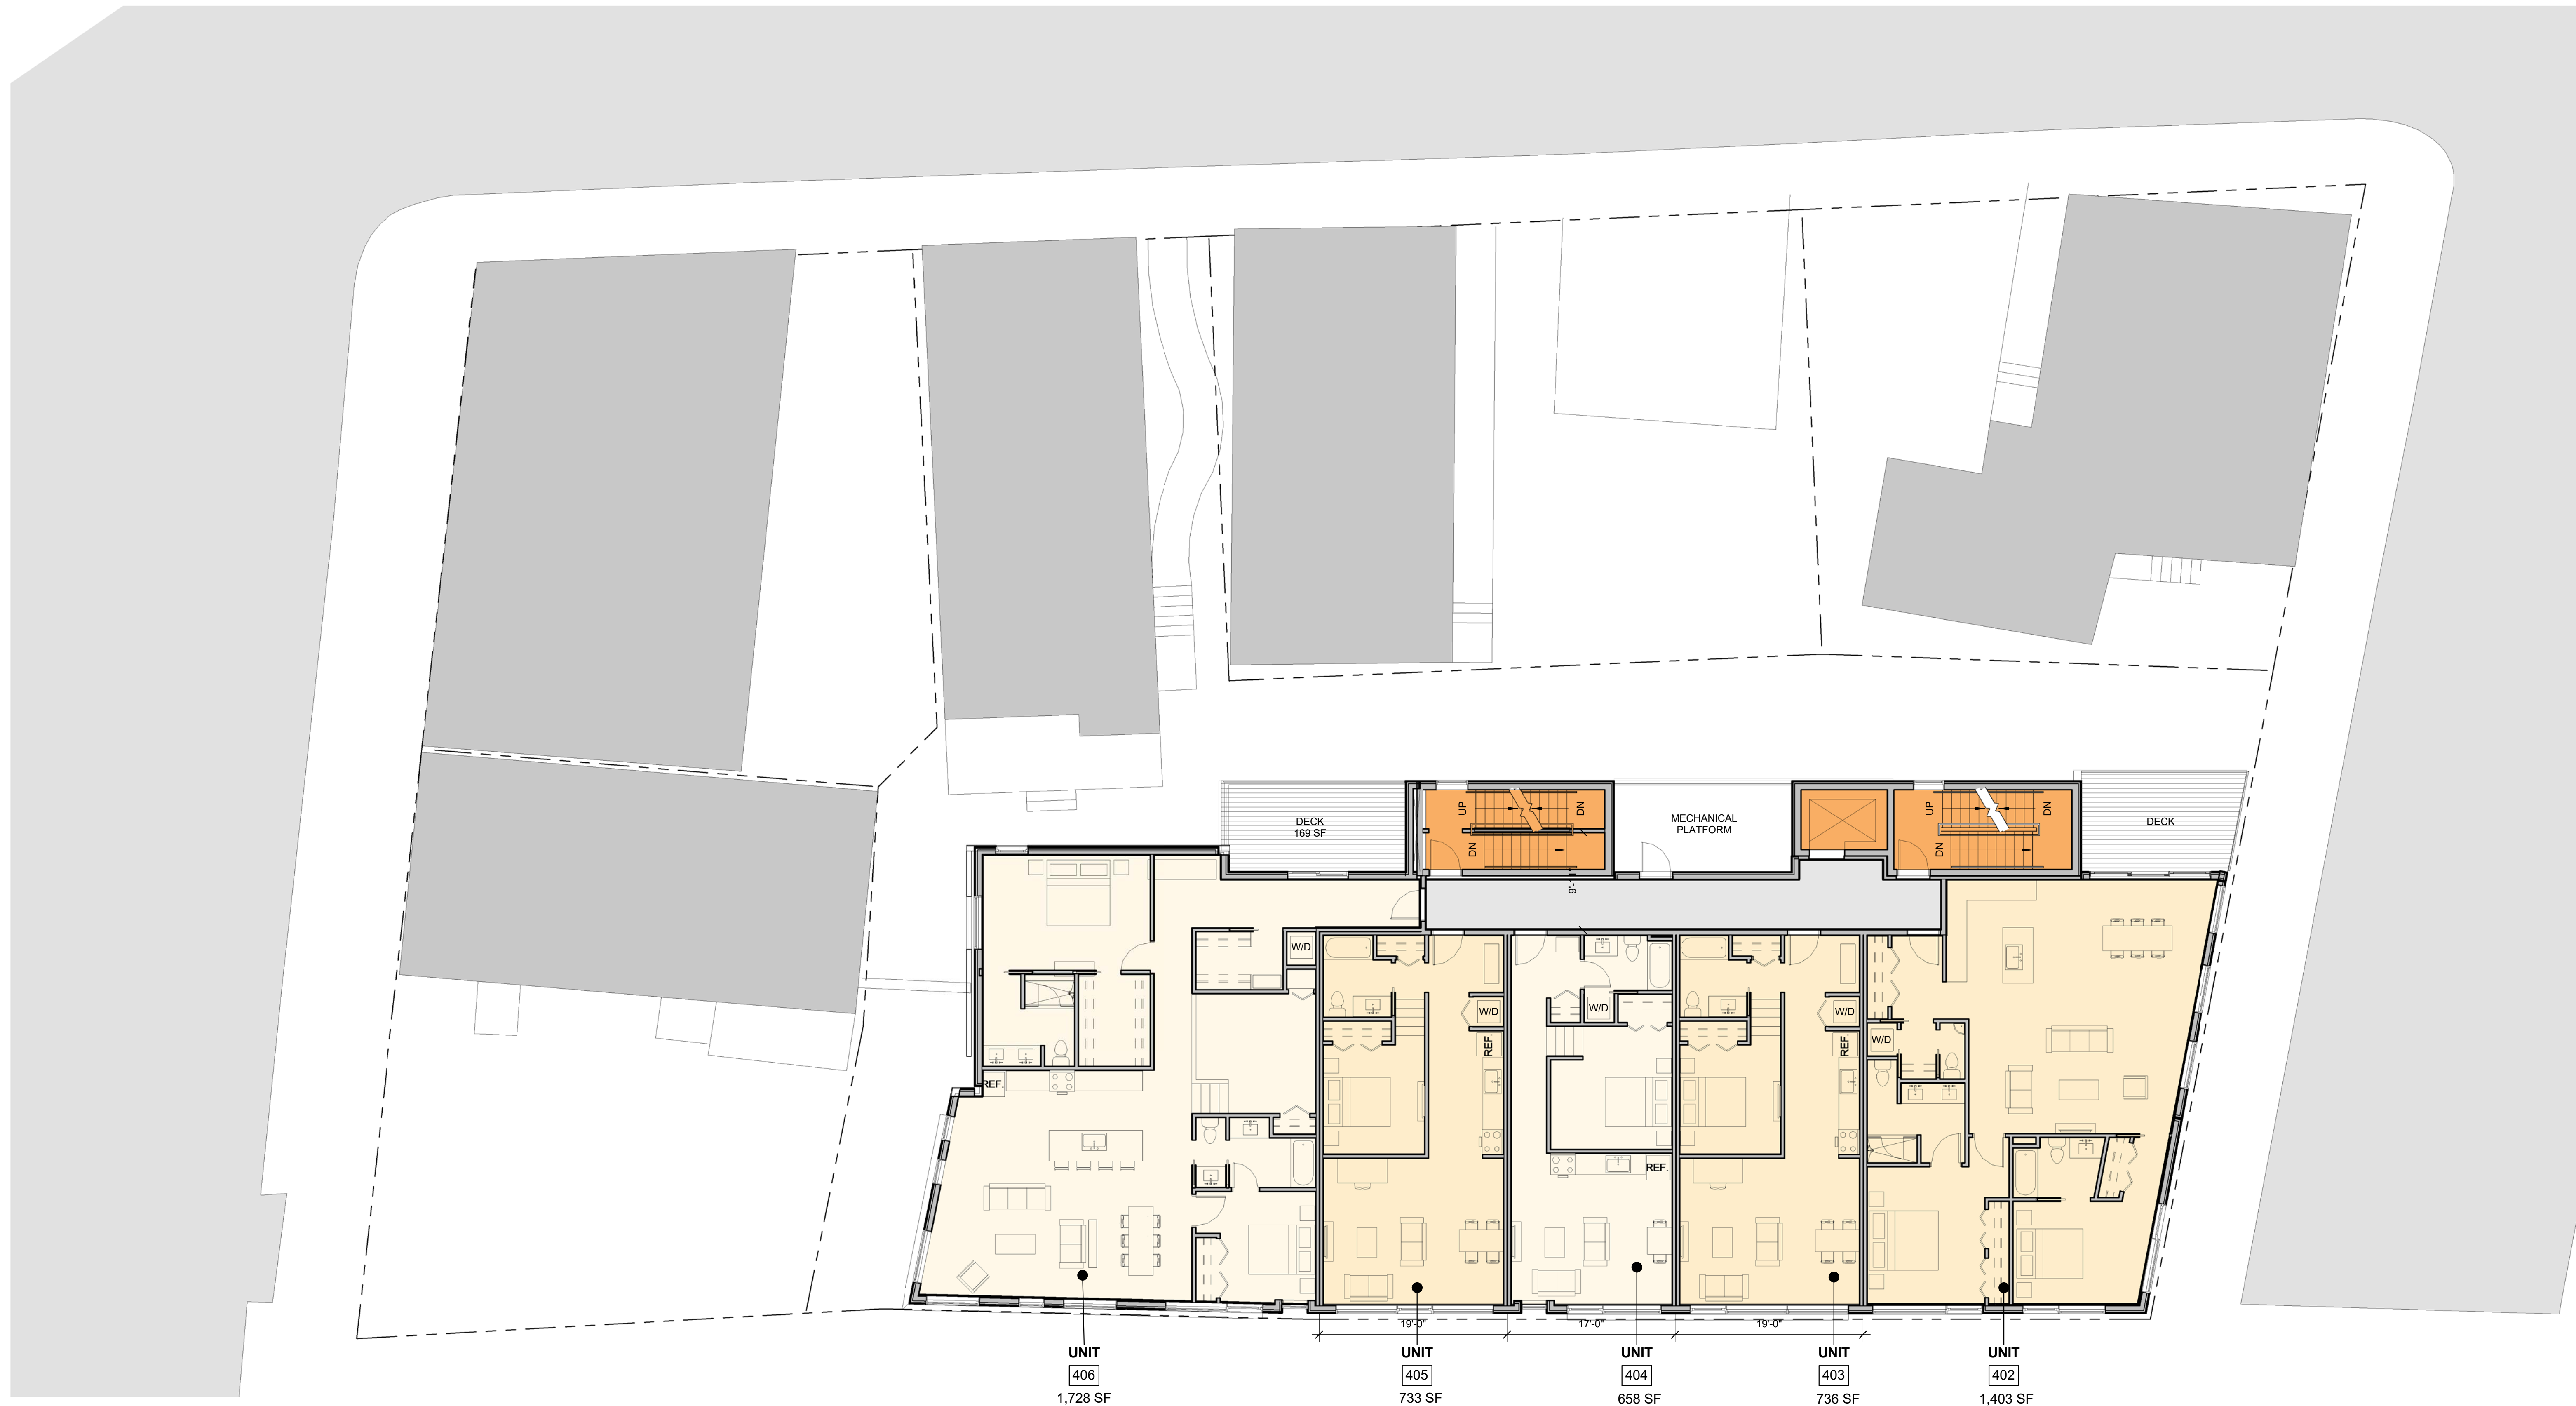 DECK
169 SF
UP
DN
DN
MECHANICAL
PLATFORM
UP
DN
DN
DECK
W/D
W/D
W/D
W/D
W/D
REF.
REF.
REF.
REF.
19'-0"
17'-0"
19'-0"
UNIT
406
1,728 SF
UNIT
405
733 SF
UNIT
404
658 SF
UNIT
403
736 SF
UNIT
402
1,403 SF